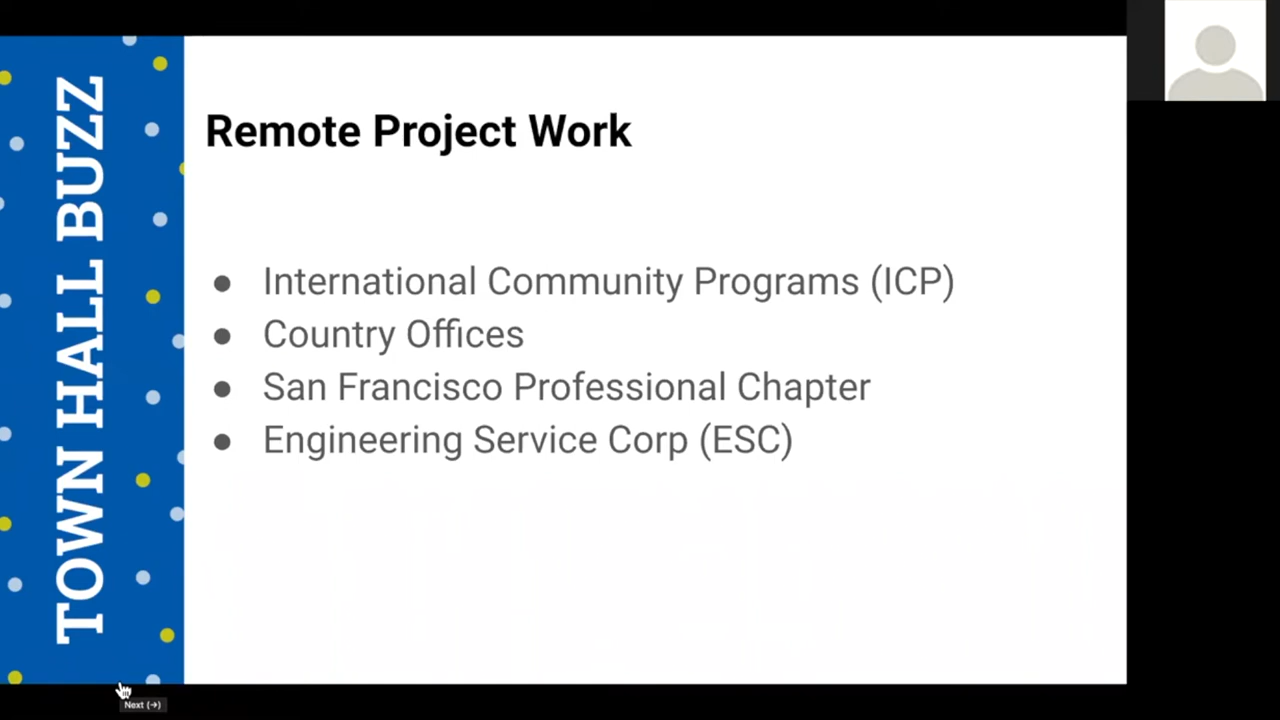 TOWN HALL BUZZ
Remote Project Work
● International Community Programs (ICP)
● Country Offices
● San Francisco Professional Chapter
● Engineering Service Corp (ESC)
Next (→)